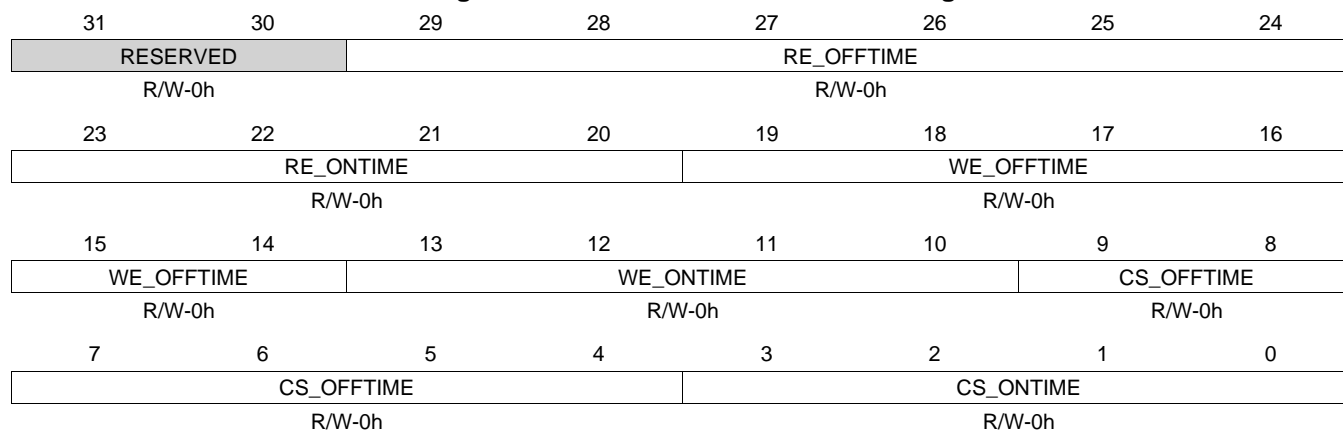 31 30 29 28 27 26 25 24
RESERVED RE_OFFTIME
R/W-0h R/W-0h
23 22 21 20 19 18 17 16
RE_ONTIME WE_OFFTIME
R/W-0h R/W-0h
15 14 13 12 11 10 9 8
WE_OFFTIME WE_ONTIME CS_OFFTIME
R/W-0h R/W-0h R/W-0h
7 6 5 4 3 2 1 0
CS_OFFTIME CS_ONTIME
R/W-0h R/W-0h